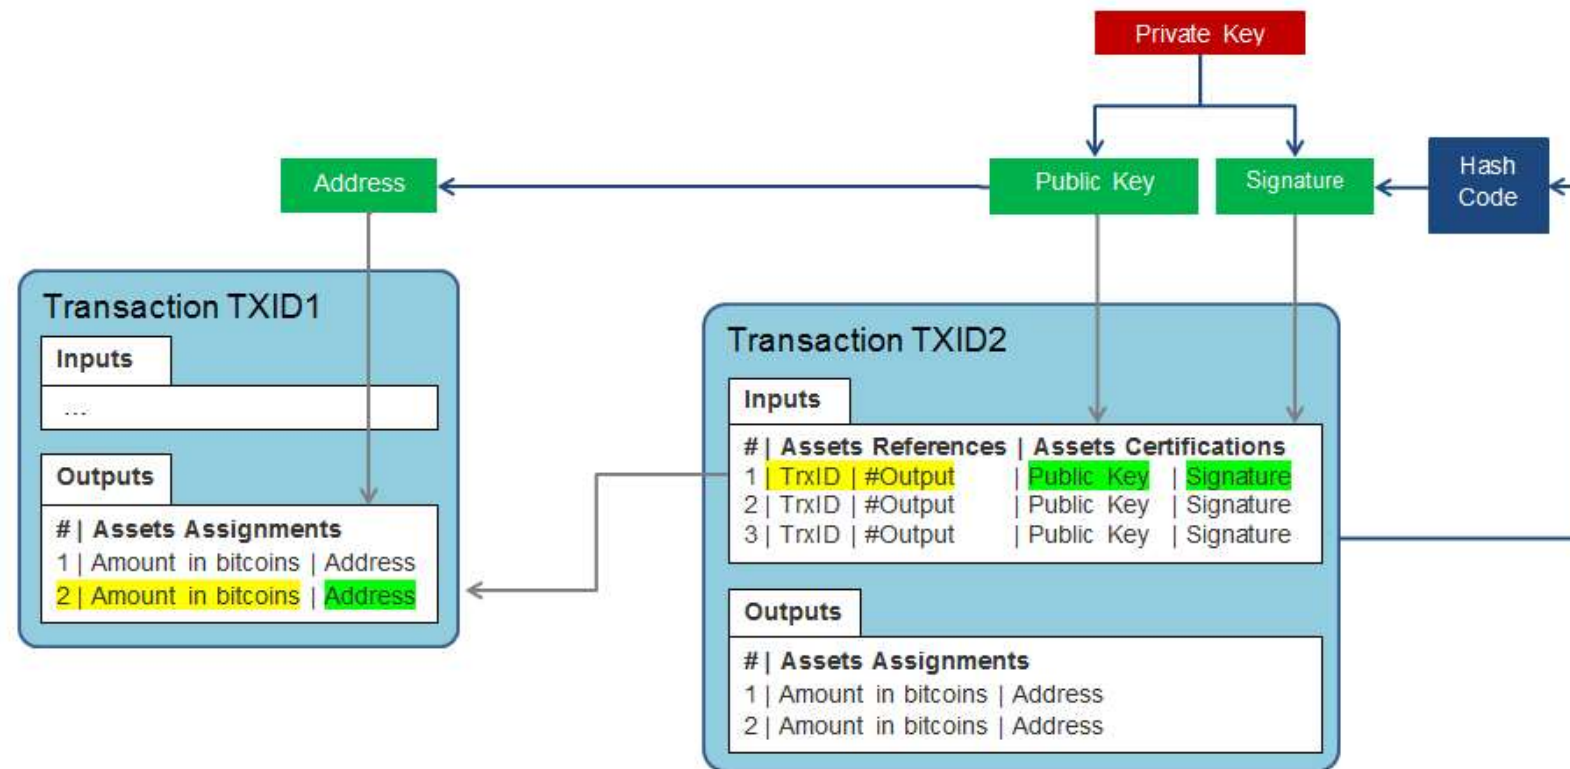 Private Key
Address
Public Key
Signature
Hash
Code
Transaction TXID1
Inputs
...
Outputs
# | Assets Assignments
1 | Amount in bitcoins | Address
2 | Amount in bitcoins | Address
Transaction TXID2
Inputs
# | Assets References | Assets Certifications
1 | TrxID | #Output | Public Key | Signature
2 | TrxID | #Output | Public Key | Signature
3 | TrxID | #Output | Public Key | Signature
Outputs
# | Assets Assignments
1 | Amount in bitcoins | Address
2 | Amount in bitcoins | Address